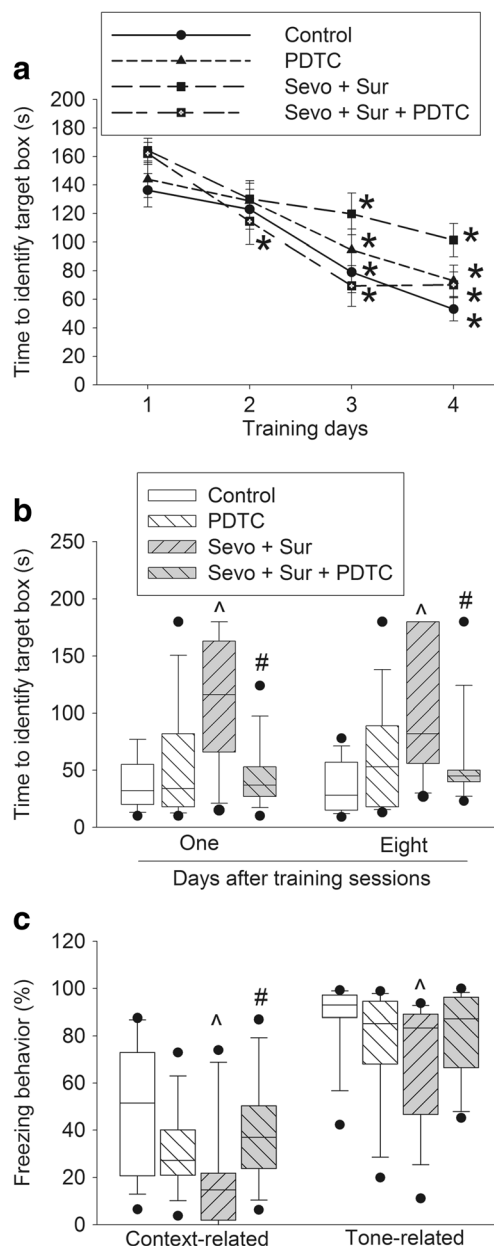 a
Control
PDTC
Sevo + Sur
Sevo + Sur + PDTC
Time to identify target box (s)
200
180
160
140
120
100
80
60
40
20
0
*
*
*
*
*
*
*
*
*
1 2 3 4
Training days
b
Control
PDTC
Sevo + Sur
Sevo + Sur + PDTC
Time to identify target box (s)
250
200
150
100
50
0
^ # ^ #
One Eight
Days after training sessions
c
Freezing behavior (%)
120
100
80
60
40
20
0
^ # ^
Context-related Tone-related